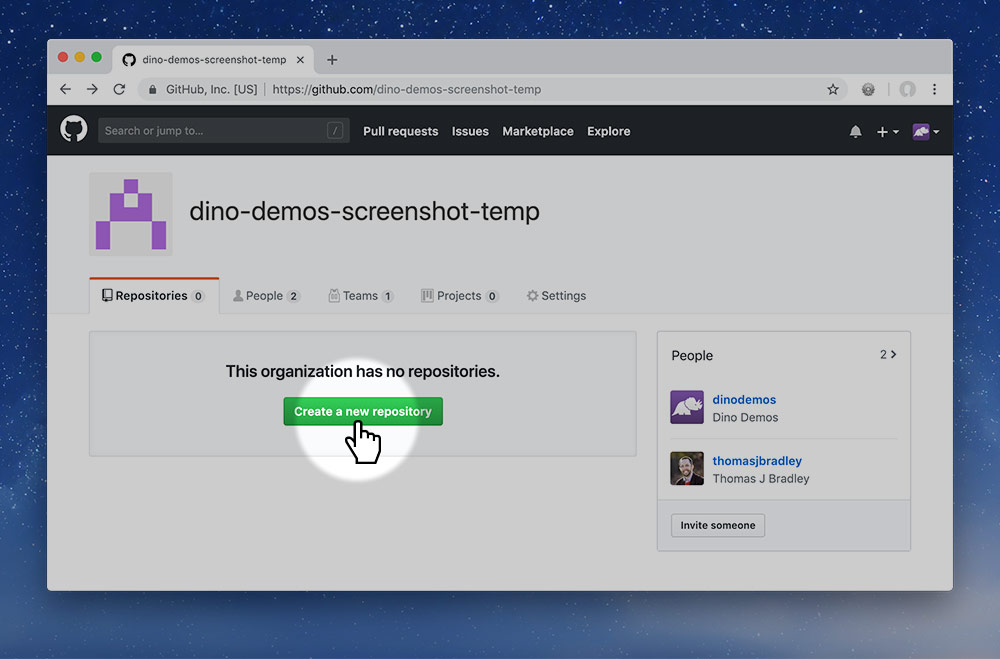 dino-demos-screenshot-temp
GitHub, Inc. [US] https://github.com/dino-demos-screenshot-temp
Search or jump to... / Pull requests Issues Marketplace Explore
dino-demos-screenshot-temp
Repositories 0 People 2 Teams 1 Projects 0 Settings
This organization has no repositories.
Create a new repository
People 2
dinodemos
Dino Demos
thomasjbradley
Thomas J Bradley
Invite someone